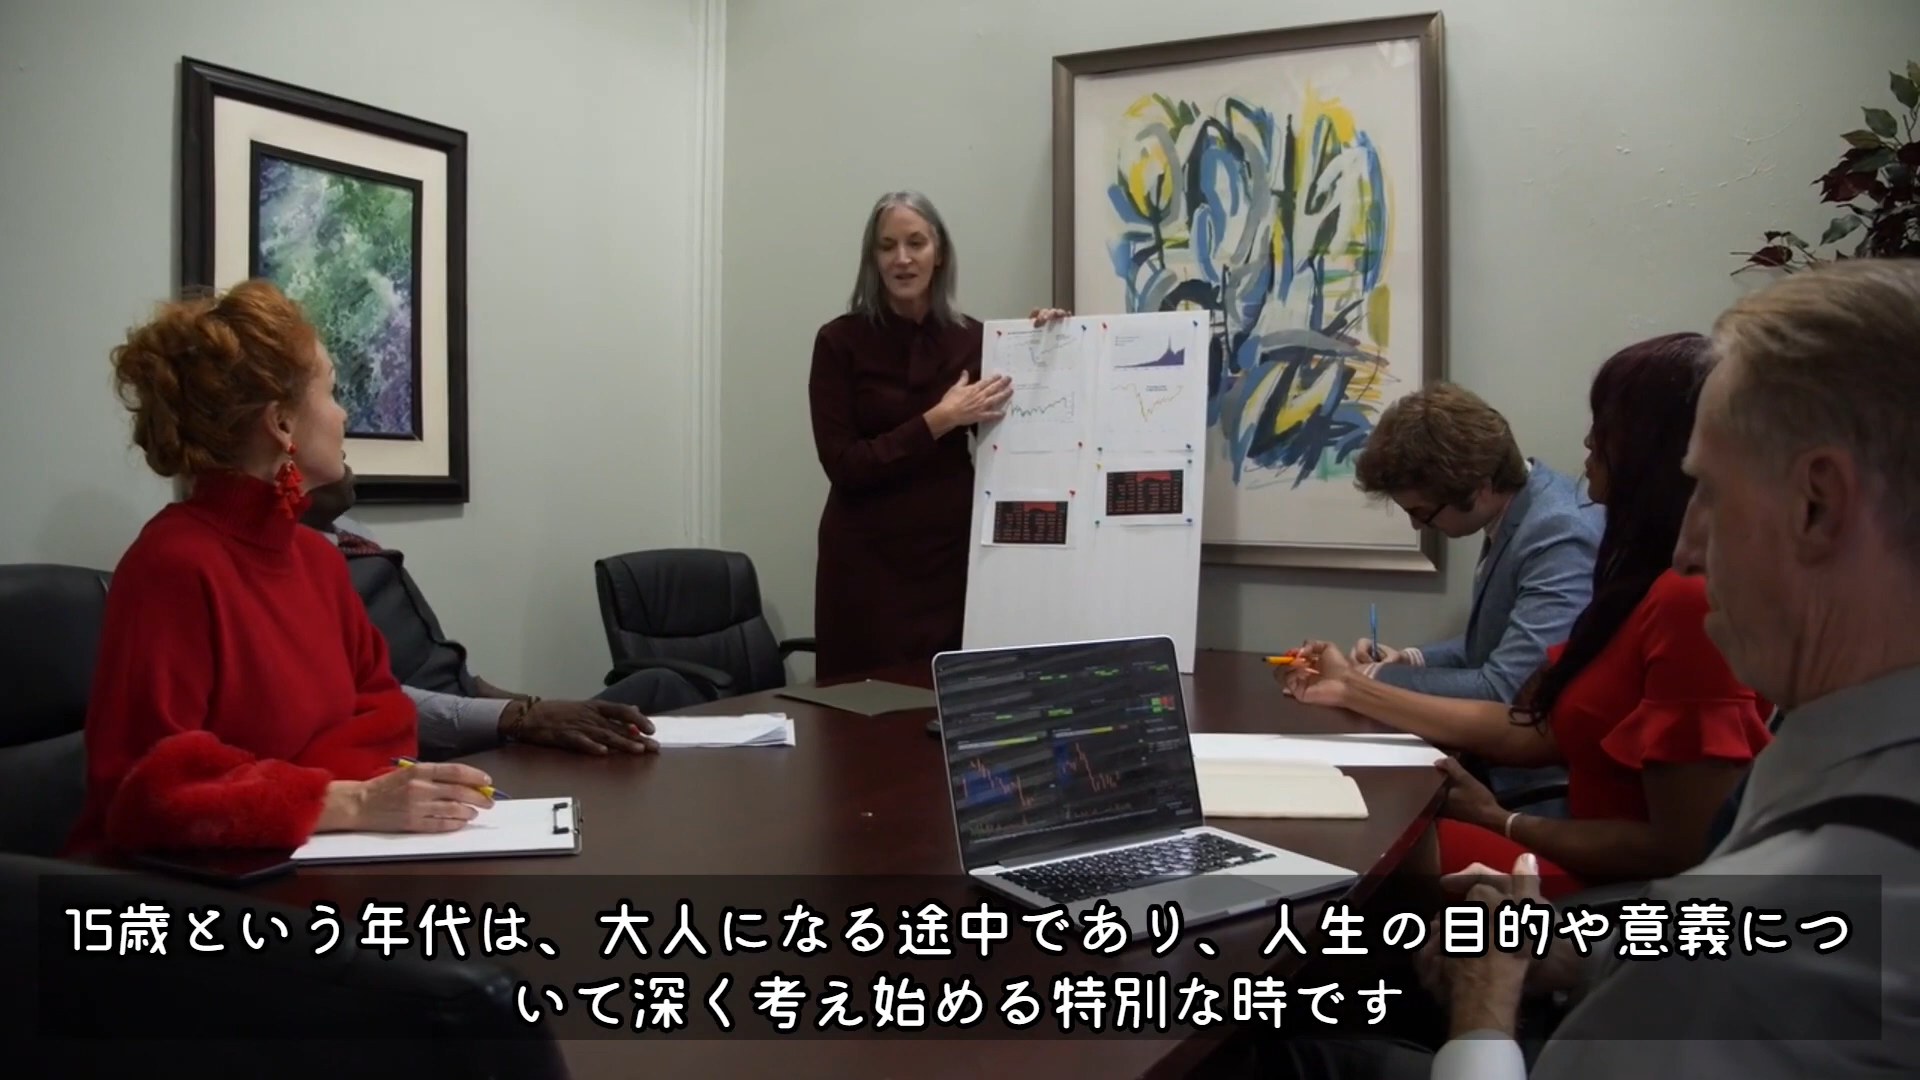 15歳という年代は、大人になる途中であり、人生の目的や意義につ
いて深く考え始める特別な時です